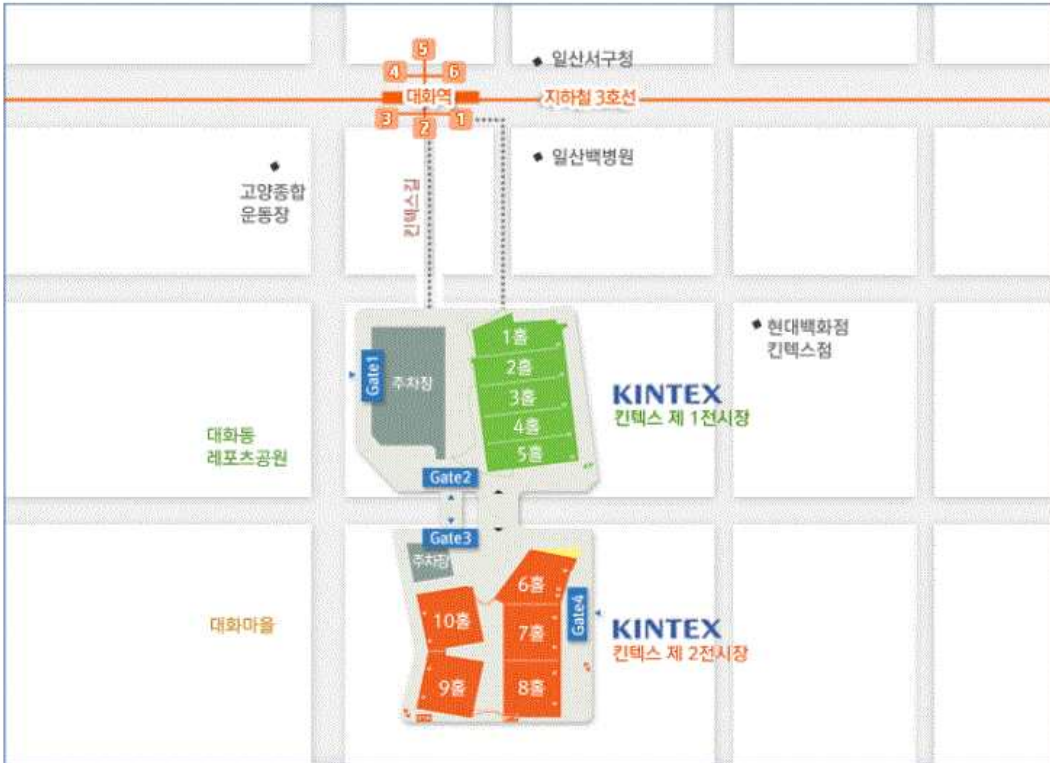 5
4
6
일산서구청
대화역
지하철 3호선
3
2
1
일산백병원
고양종합
운동장
킨텍스길
1홀
현대백화점
킨텍스점
2홀
Gate1
주차장
3홀
KINTEX
킨텍스 제 1전시장
4홀
대화동
레포츠공원
5홀
Gate2
Gate3
주차장
6홀
10홀
7홀
Gate4
대화마을
KINTEX
킨텍스 제 2전시장
9홀
8홀